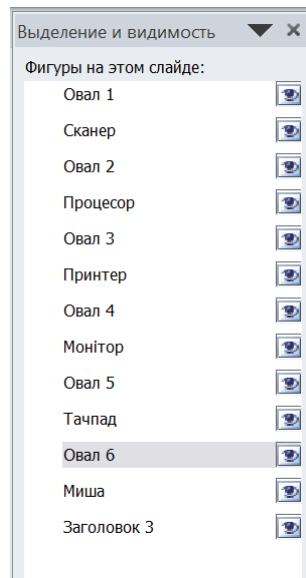 Выделение и видимость
Фигуры на этом слайде:
Овал 1
Сканер
Овал 2
Процесор
Овал 3
Принтер
Овал 4
Монітор
Овал 5
Тачпад
Овал 6
Миша
Заголовок 3